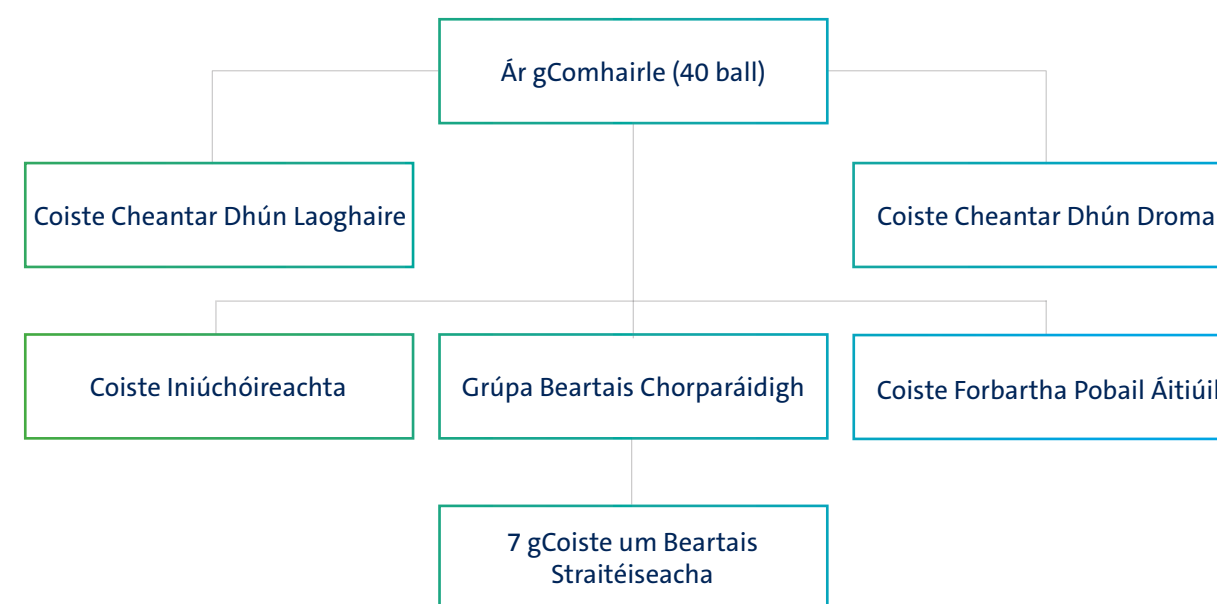 Ár gComhairle (40 ball)
Coiste Cheantar Dhún Laoghaire
Coiste Cheantar Dhún Droma
Coiste Iniúchóireachta
Grúpa Beartais Chorparáidigh
Coiste Forbartha Pobail Áitiúil
7 gCoiste um Beartais
Straitéiseacha